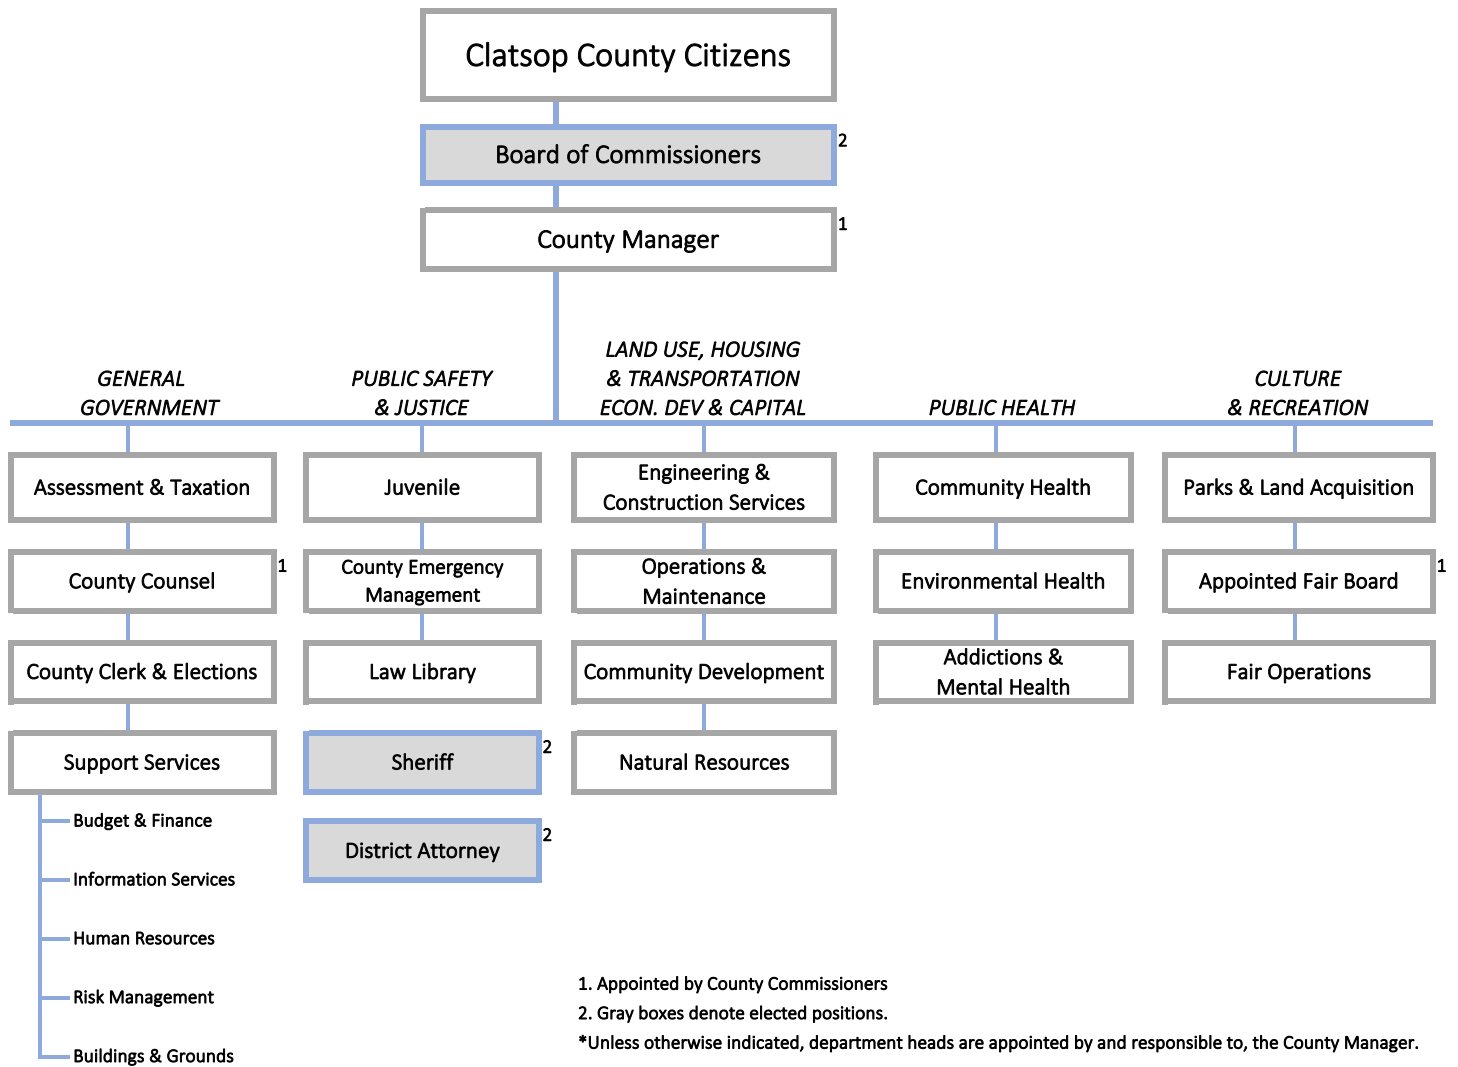 Clatsop County Citizens
Board of Commissioners
2
County Manager
1
GENERAL
GOVERNMENT
PUBLIC SAFETY
& JUSTICE
LAND USE, HOUSING
& TRANSPORTATION
ECON. DEV & CAPITAL
PUBLIC HEALTH
CULTURE
& RECREATION
Assessment & Taxation
County Counsel
1
County Clerk & Elections
Support Services
Budget & Finance
Information Services
Human Resources
Risk Management
Buildings & Grounds
Juvenile
County Emergency
Management
Law Library
Sheriff
2
District Attorney
2
Engineering &
Construction Services
Operations &
Maintenance
Community Development
Natural Resources
Community Health
Environmental Health
Addictions &
Mental Health
Parks & Land Acquisition
Appointed Fair Board
1
Fair Operations
1. Appointed by County Commissioners
2. Gray boxes denote elected positions.
*Unless otherwise indicated, department heads are appointed by and responsible to, the County Manager.